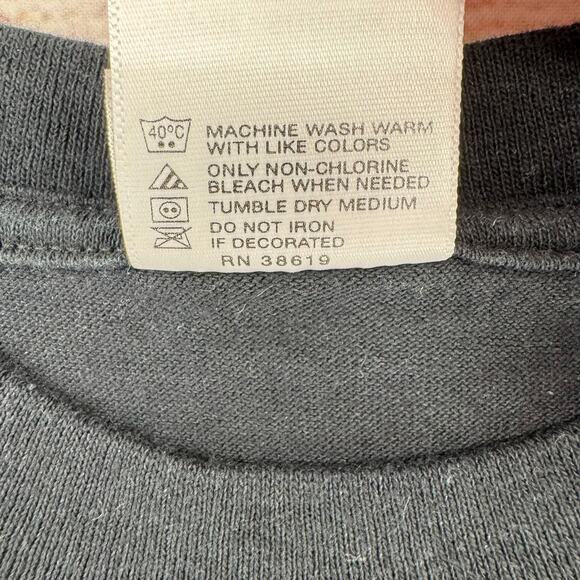 40°C MACHINE WASH WARM
WITH LIKE COLORS
ONLY NON-CHLORINE
BLEACH WHEN NEEDED
TUMBLE DRY MEDIUM
DO NOT IRON
IF DECORATED
RN 38619